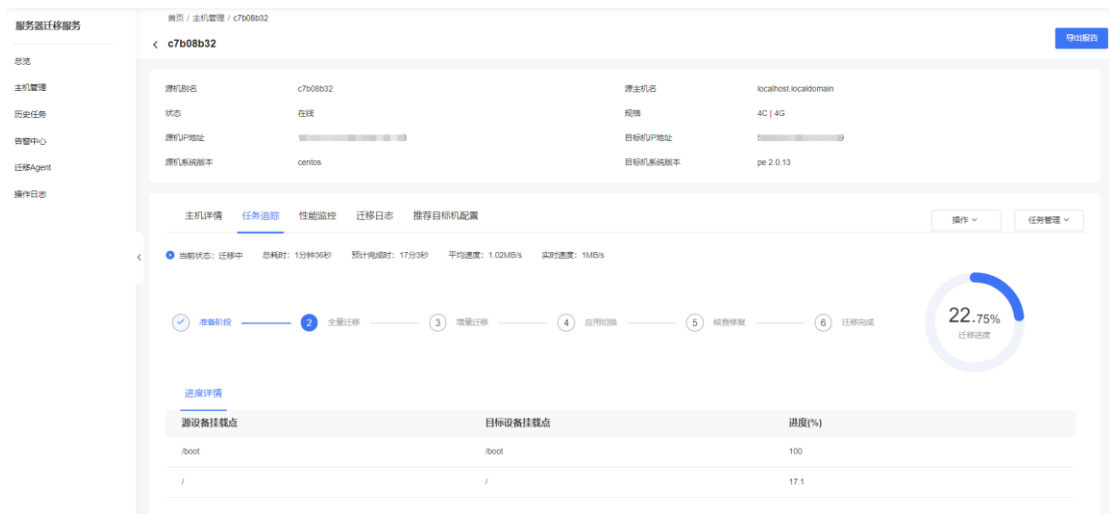 首页 / 主机管理 / c7b08b32
服务器迁移服务
c7b08b32
导出报告
总览
主机管理
历史任务
告警中心
迁移Agent
操作日志
源机别名 c7b08b32 源主机名 localhost.localdomain
状态 在线 规格 4C | 4G
源机IP地址 目标机IP地址
源机系统版本 centos 目标机系统版本 pe 2.0.13
主机详情 任务追踪 性能监控 迁移日志 推荐目标机配置 操作 任务管理
当前状态：迁移中 总耗时：1分钟36秒 预计完成时：17分3秒 平均速度：1.02MB/s 实时速度：1MB/s
准备阶段 2 全量迁移 3 增量迁移 4 应用切换 5 核查修复 6 迁移完成
22.75%
迁移进度
进度详情
源设备挂载点 目标设备挂载点 进度(%)
/boot /boot 100
/ / 17.1